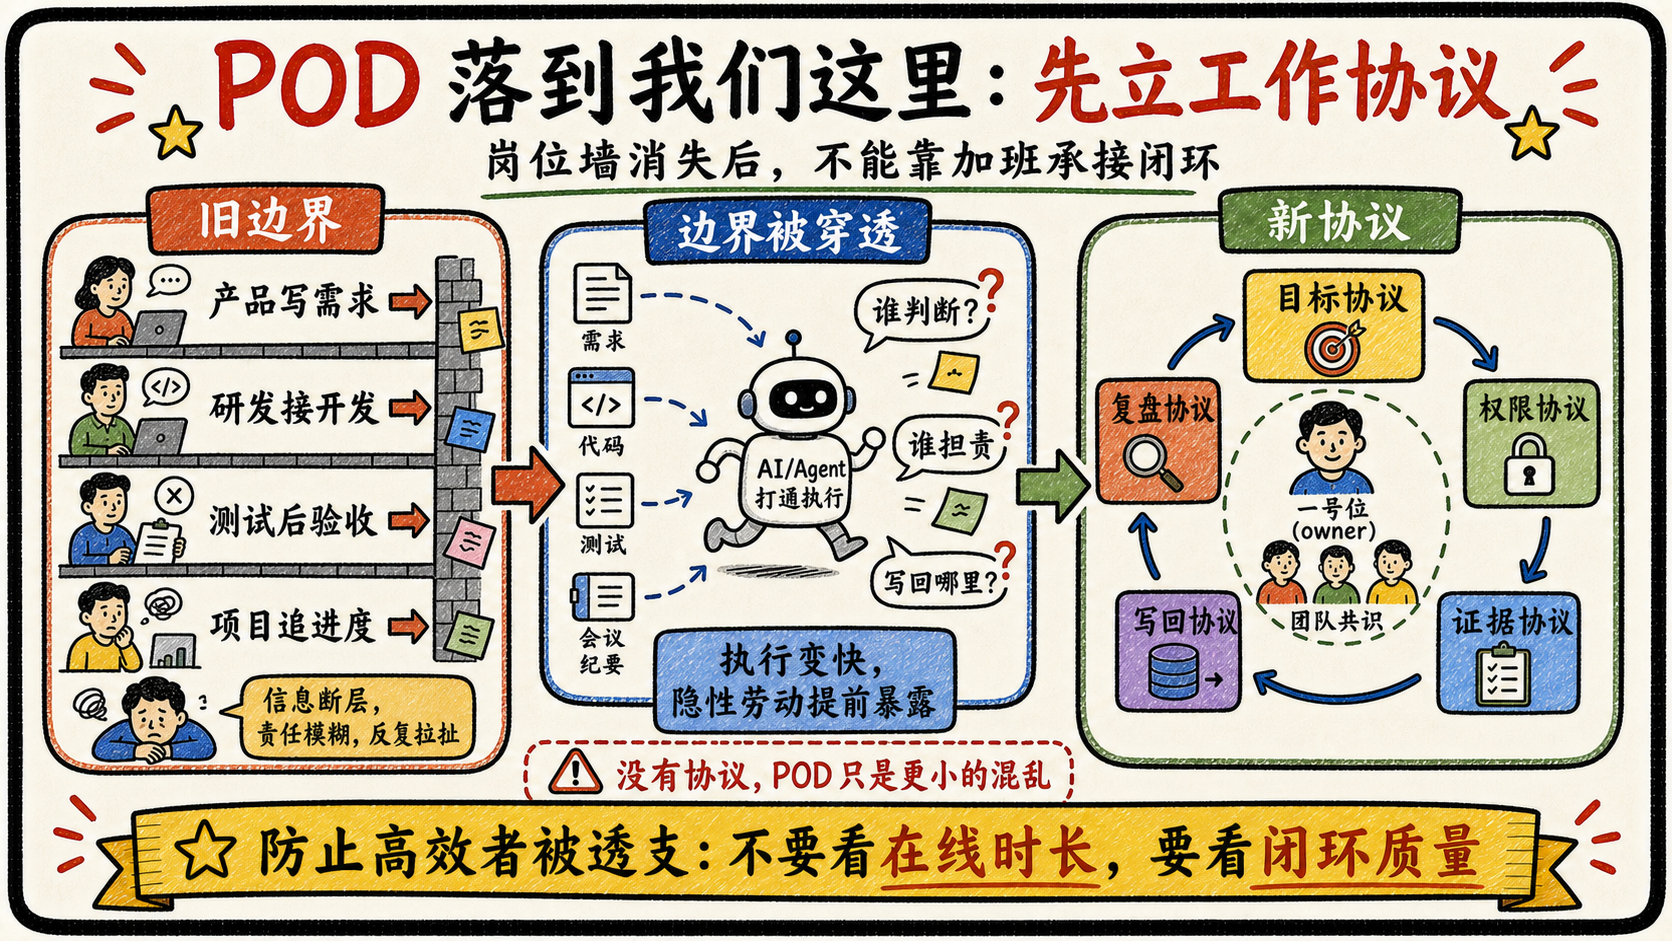 POD 落到我们这里：先立工作协议
岗位墙消失后，不能靠加班承接闭环
旧边界
产品写需求
研发接开发
</>
测试后验收
项目追进度
信息断层，
责任模糊，反复拉扯
边界被穿透
需求
</>
代码
测试
会议
纪要
AI/Agent
打通执行
谁判断？
?
谁担责
?
写回哪里？
?
执行变快，
隐性劳动提前暴露
新协议
目标协议
复盘协议
权限协议
一号位
(owner)
团队共识
写回协议
证据协议
没有协议，POD 只是更小的混乱
防止高效者被透支：不要看在线时长，要看闭环质量